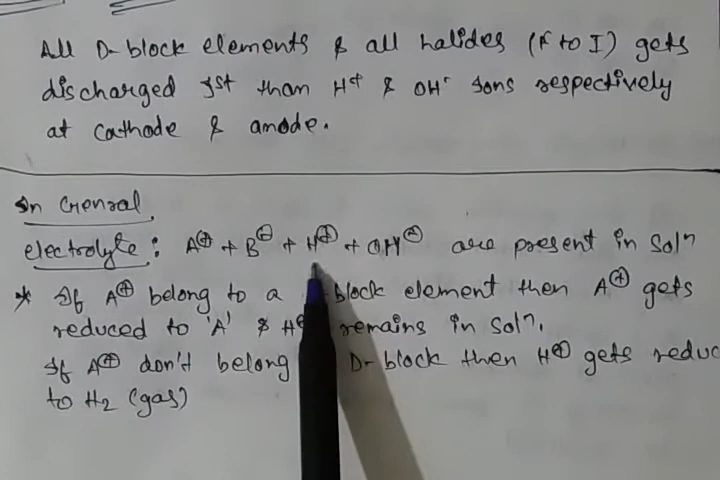 All D-block elements & all halides (F to I) gets
discharged 1st than H⁺ & OH⁻ Ions respectively
at cathode & anode.
In General
electrolyte: A⊕ + B⊖ + H⊕ + OH⊖ are present in Solⁿ
* If A⊕ belong to a -block element then A⊕ gets
reduced to 'A' & H⊕ remains in Solⁿ.
If A⊕ don't belong D-block then H⊕ gets reduc
to H₂ (gas)